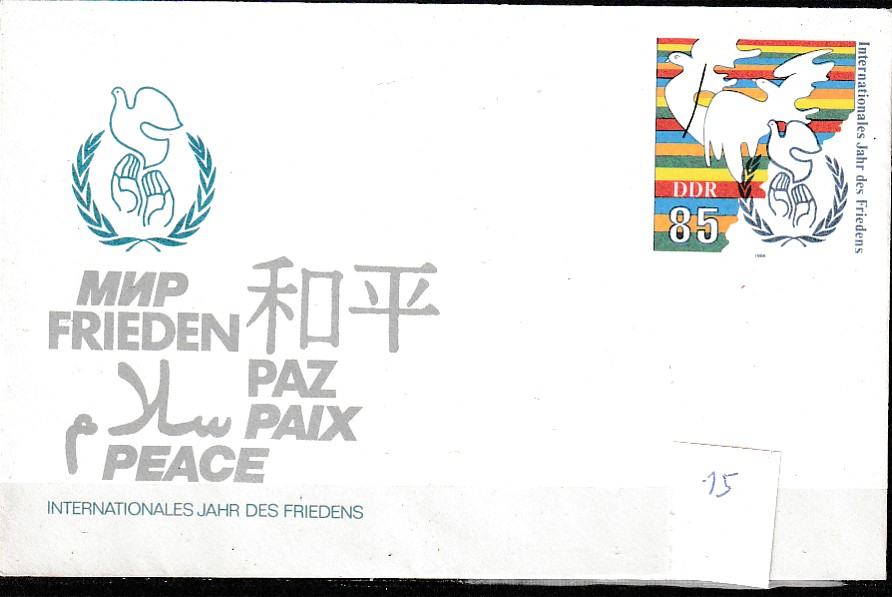 Internationales Jahr des Friedens
DDR
85
1986
МИР
FRIEDEN 和平
PAZ
سلام PAIX
PEACE
INTERNATIONALES JAHR DES FRIEDENS
-15